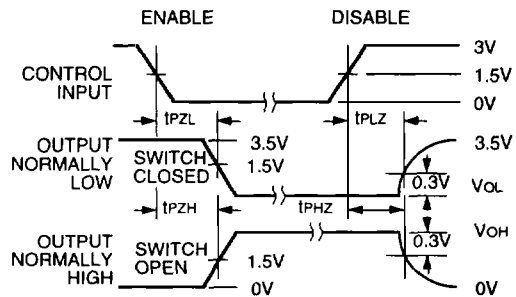 ENABLE DISABLE
3V
CONTROL INPUT 1.5V
0V
tPZL tPLZ
OUTPUT NORMALLY LOW
SWITCH CLOSED
3.5V
1.5V
3.5V
0.3V
VOL
tPZH tPHZ
OUTPUT NORMALLY HIGH
SWITCH OPEN
1.5V
0V
VOH
0.3V
0V